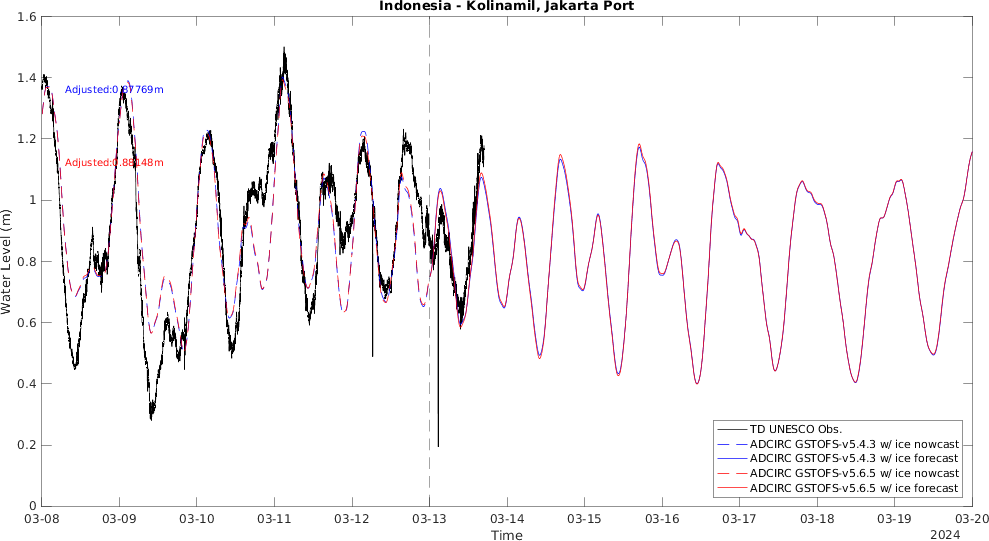 Indonesia - Kolinamil, Jakarta Port
1.6
1.4
1.2
1
0.8
0.6
0.4
0.2
0
Water Level (m)
Adjusted:0.87769m
Adjusted:0.88148m
TD UNESCO Obs.
ADCIRC GSTOFS-v5.4.3 w/ ice nowcast
ADCIRC GSTOFS-v5.4.3 w/ ice forecast
ADCIRC GSTOFS-v5.6.5 w/ ice nowcast
ADCIRC GSTOFS-v5.6.5 w/ ice forecast
03-08 03-09 03-10 03-11 03-12 03-13 03-14 03-15 03-16 03-17 03-18 03-19 03-20
Time
2024